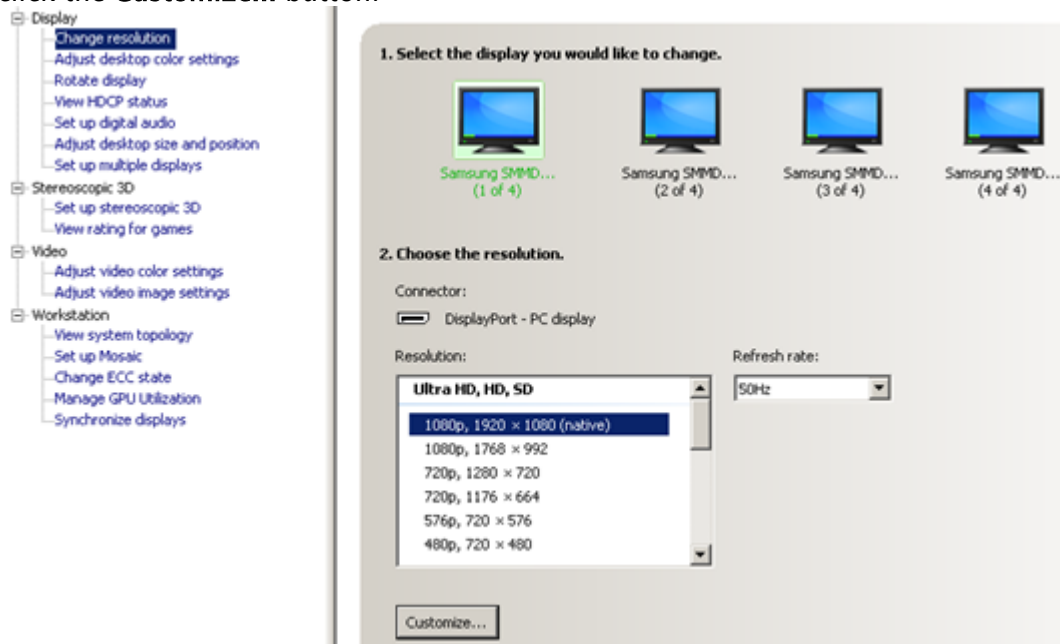 click the Customize... button
Display
Change resolution
Adjust desktop color settings
Rotate display
View HDCP status
Set up digital audio
Adjust desktop size and position
Set up multiple displays
Stereoscopic 3D
Set up stereoscopic 3D
View rating for games
Video
Adjust video color settings
Adjust video image settings
Workstation
View system topology
Set up Mosaic
Change ECC state
Manage GPU Utilization
Synchronize displays
1. Select the display you would like to change.
Samsung SMMD...
(1 of 4)
Samsung SMMD...
(2 of 4)
Samsung SMMD...
(3 of 4)
Samsung SMMD...
(4 of 4)
2. Choose the resolution.
Connector:
DisplayPort - PC display
Resolution:
Refresh rate:
Ultra HD, HD, SD
50Hz
1080p, 1920 × 1080 (native)
1080p, 1768 × 992
720p, 1280 × 720
720p, 1176 × 664
576p, 720 × 576
480p, 720 × 480
Customize...